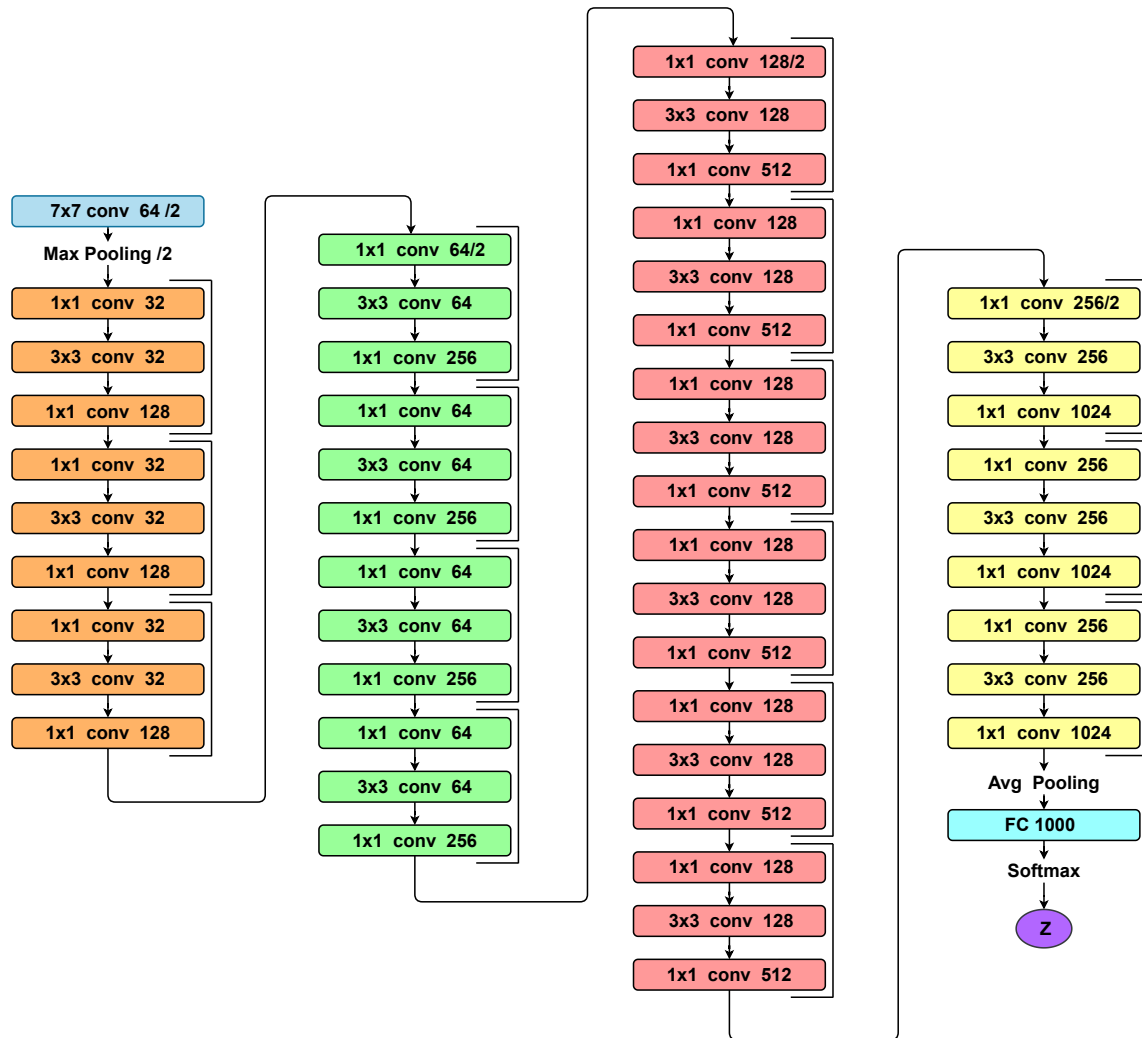 7x7 conv 64 /2
Max Pooling /2
1x1 conv 32
3x3 conv 32
1x1 conv 128
1x1 conv 32
3x3 conv 32
1x1 conv 128
1x1 conv 32
3x3 conv 32
1x1 conv 128
1x1 conv 64/2
3x3 conv 64
1x1 conv 256
1x1 conv 64
3x3 conv 64
1x1 conv 256
1x1 conv 64
3x3 conv 64
1x1 conv 256
1x1 conv 64
3x3 conv 64
1x1 conv 256
1x1 conv 128/2
3x3 conv 128
1x1 conv 512
1x1 conv 128
3x3 conv 128
1x1 conv 512
1x1 conv 128
3x3 conv 128
1x1 conv 512
1x1 conv 128
3x3 conv 128
1x1 conv 512
1x1 conv 128
3x3 conv 128
1x1 conv 512
1x1 conv 128
3x3 conv 128
1x1 conv 512
1x1 conv 256/2
3x3 conv 256
1x1 conv 1024
1x1 conv 256
3x3 conv 256
1x1 conv 1024
1x1 conv 256
3x3 conv 256
1x1 conv 1024
Avg Pooling
FC 1000
Softmax
Z